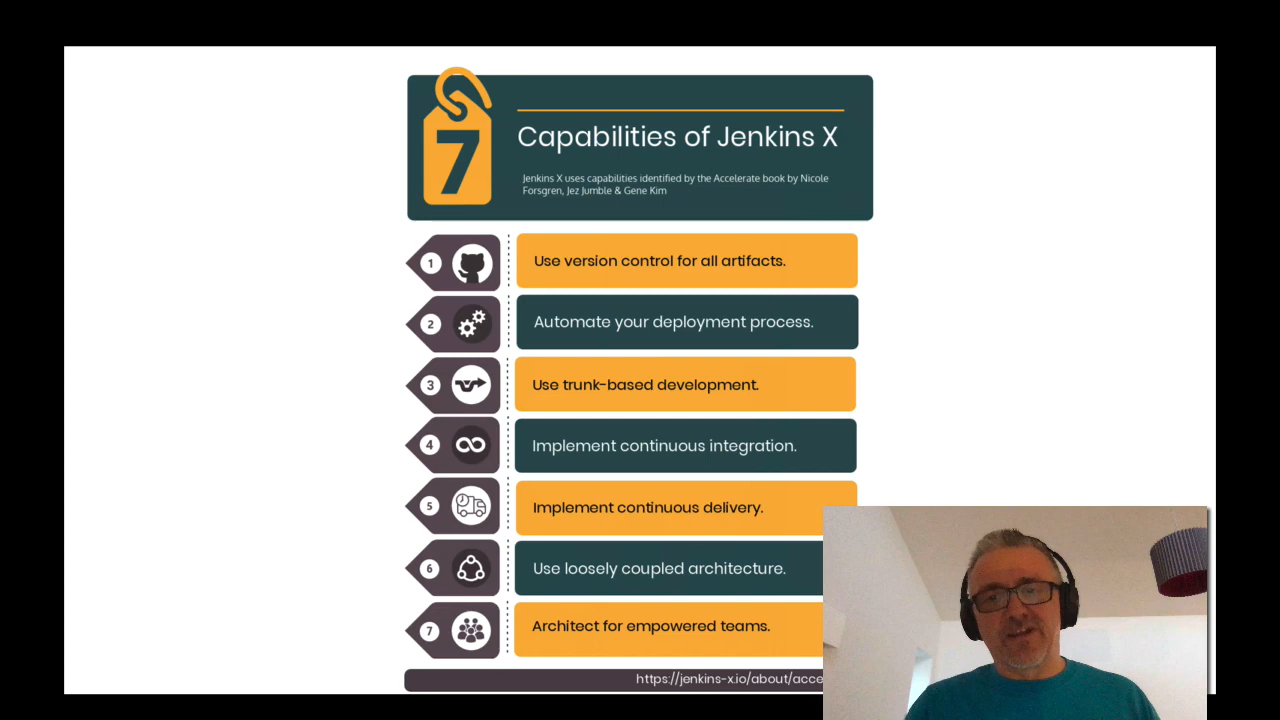 7
Capabilities of Jenkins X
Jenkins X uses capabilities identified by the Accelerate book by Nicole
Forsgren, Jez Jumble & Gene Kim
1
Use version control for all artifacts.
2
Automate your deployment process.
3
Use trunk-based development.
4
Implement continuous integration.
5
Implement continuous delivery.
6
Use loosely coupled architecture.
7
Architect for empowered teams.
https://jenkins-x.io/about/acce